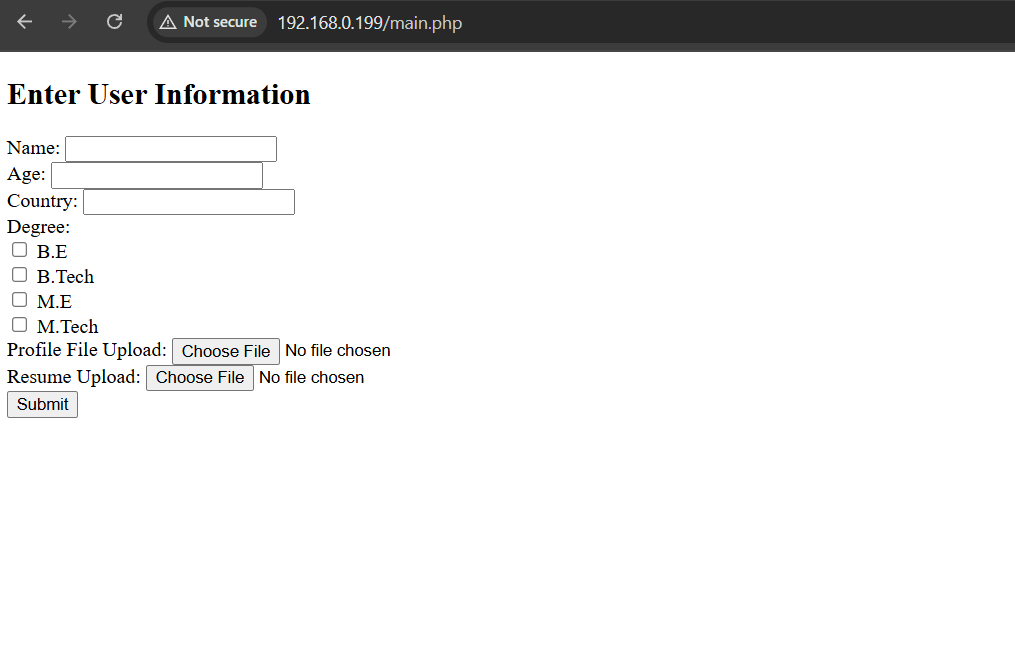 Not secure 192.168.0.199/main.php
Enter User Information
Name:
Age:
Country:
Degree:
B.E
B.Tech
M.E
M.Tech
Profile File Upload: Choose File No file chosen
Resume Upload: Choose File No file chosen
Submit